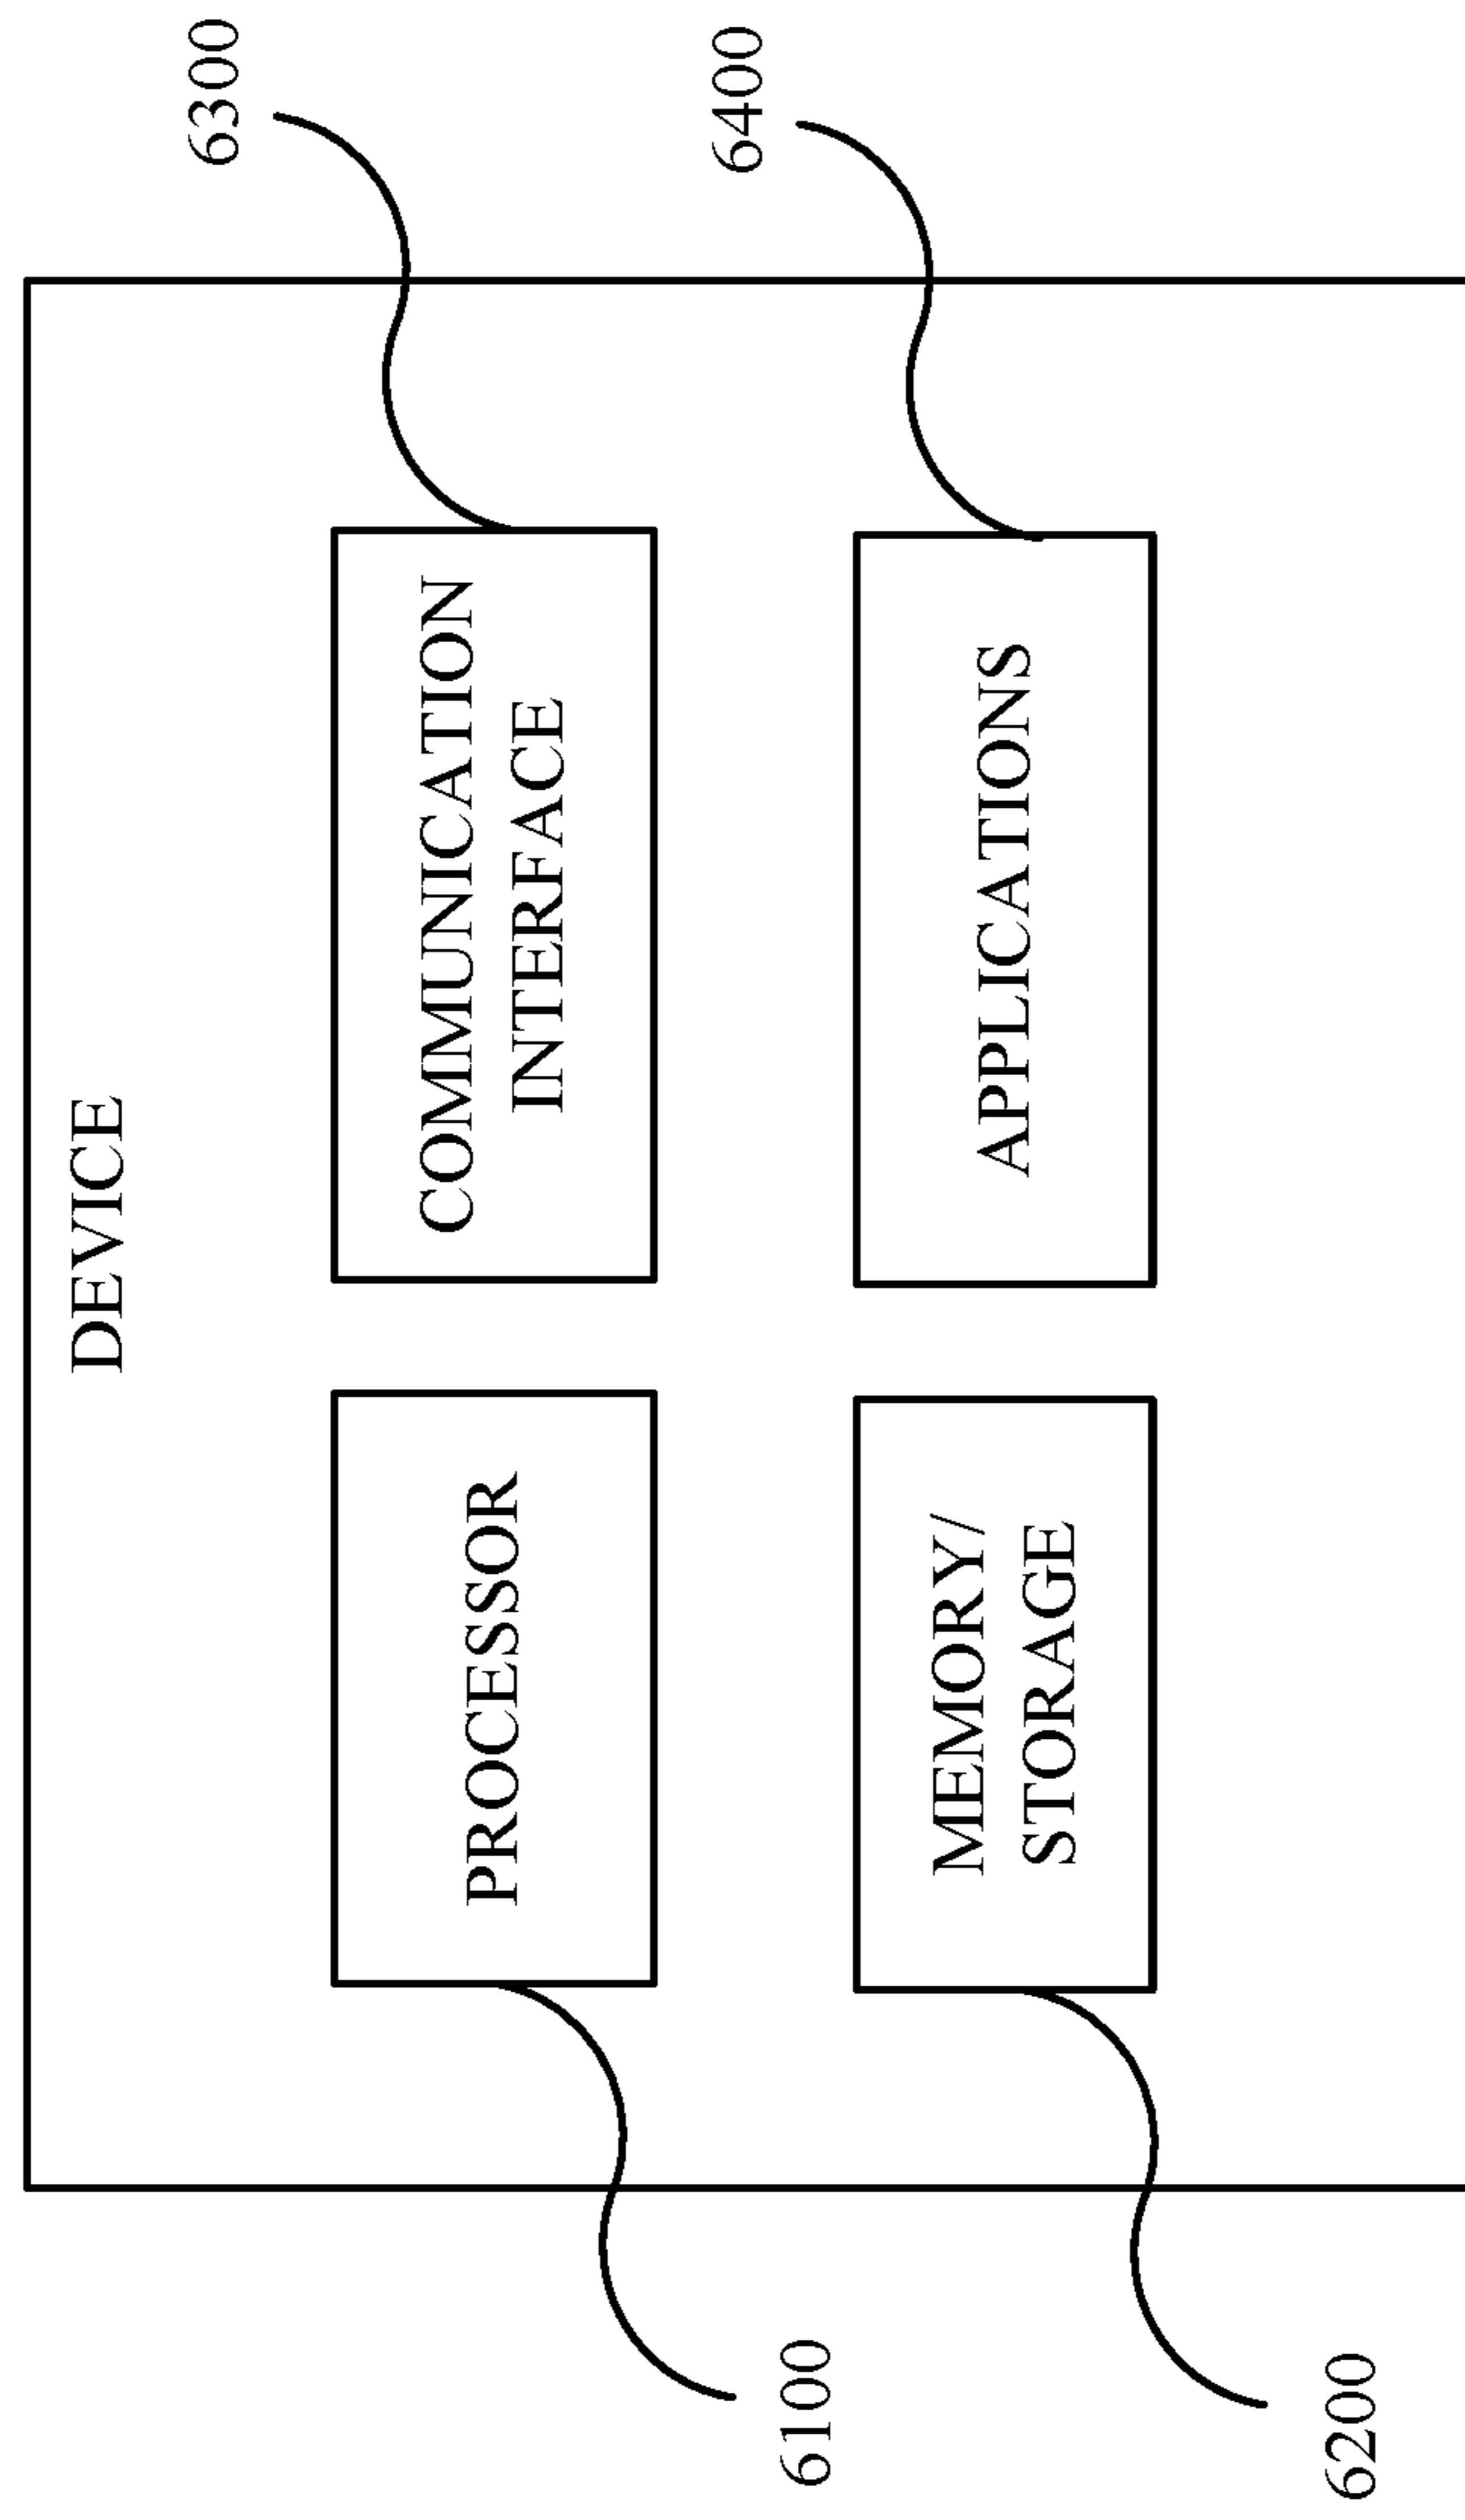 DEVICE
6300
PROCESSOR
COMMUNICATION
INTERFACE
6100
6400
MEMORY/
STORAGE
APPLICATIONS
6200